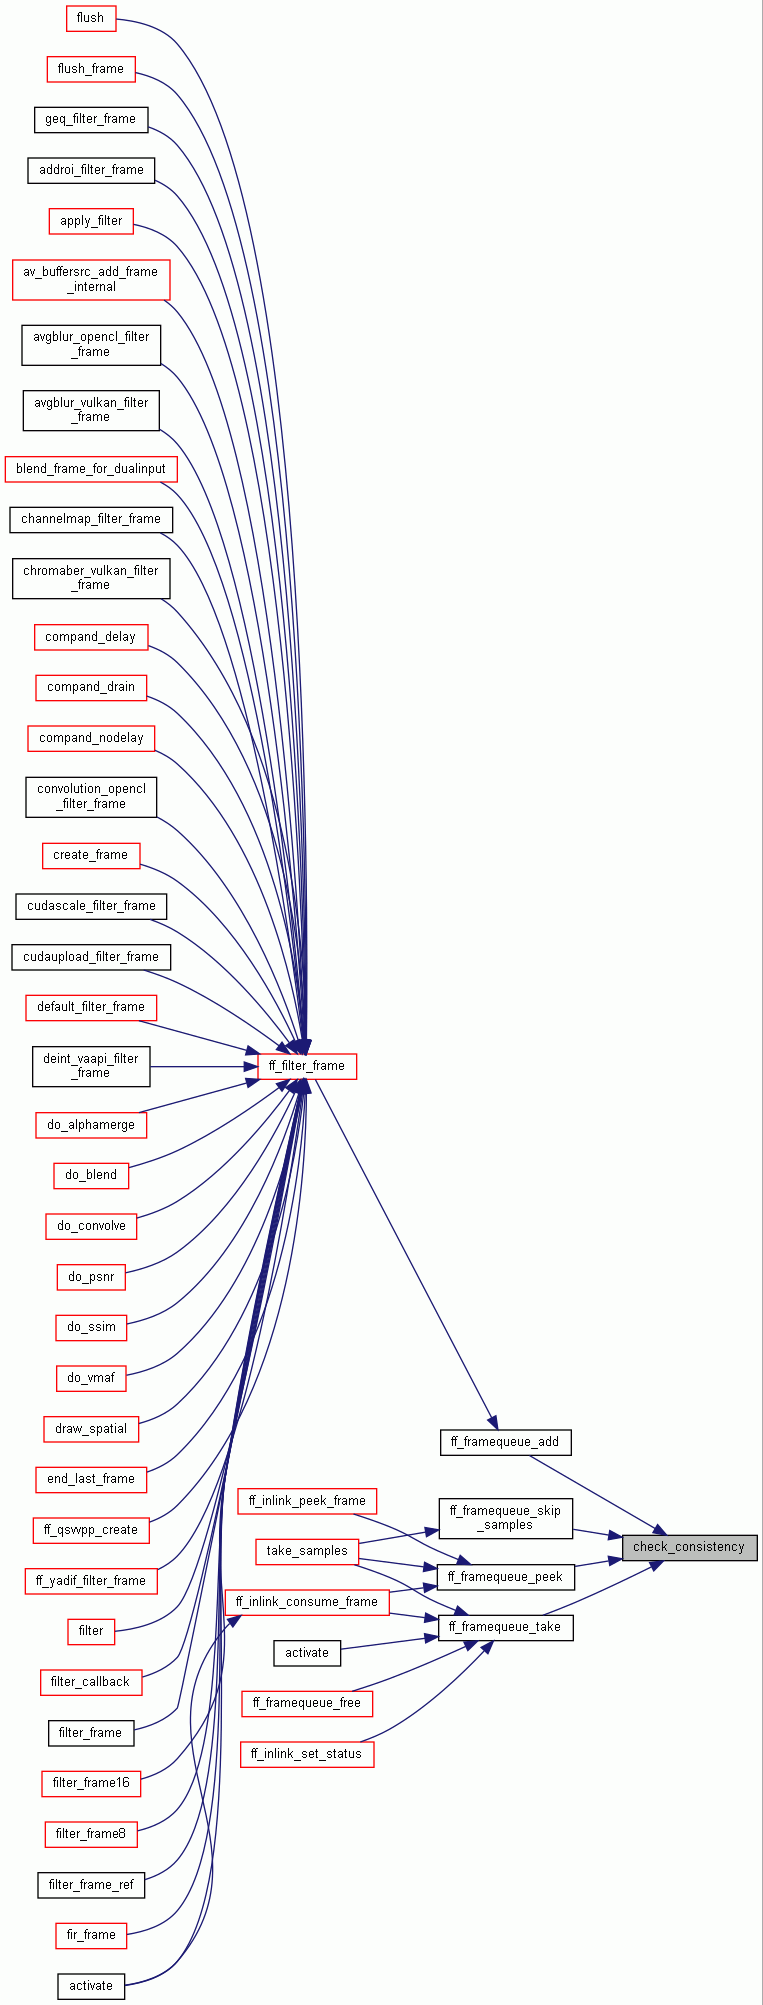 flush
flush_frame
geq_filter_frame
addroi_filter_frame
apply_filter
av_buffersrc_add_frame
_internal
avgblur_opencl_filter
_frame
avgblur_vulkan_filter
_frame
blend_frame_for_dualinput
channelmap_filter_frame
chromaber_vulkan_filter
_frame
compand_delay
compand_drain
compand_nodelay
convolution_opencl
_filter_frame
create_frame
cudascale_filter_frame
cudaupload_filter_frame
default_filter_frame
deint_vaapi_filter
_frame
ff_filter_frame
do_alphamerge
do_blend
do_convolve
do_psnr
do_ssim
do_vmaf
draw_spatial
end_last_frame
ff_qsvvpp_create
ff_yadif_filter_frame
filter
filter_callback
filter_frame
filter_frame16
filter_frame8
filter_frame_ref
fir_frame
activate
ff_framequeue_add
ff_inlink_peek_frame
ff_framequeue_skip
_samples
take_samples
check_consistency
ff_framequeue_peek
ff_inlink_consume_frame
ff_framequeue_take
activate
ff_framequeue_free
ff_inlink_set_status